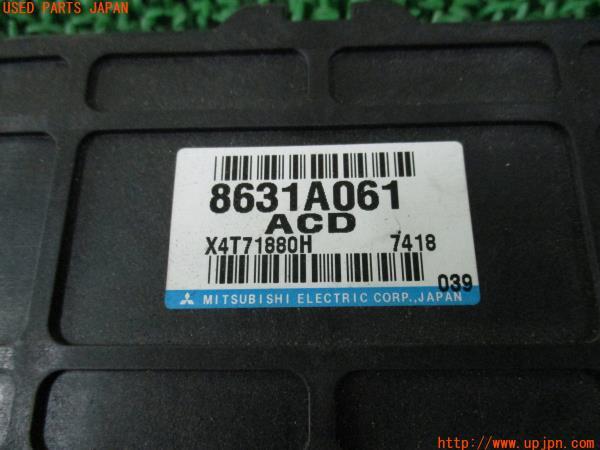 USED PARTS JAPAN
8631A061
ACD
X4T71880H 7418
039
MITSUBISHI ELECTRIC CORP., JAPAN
http://www.upjpn.com/